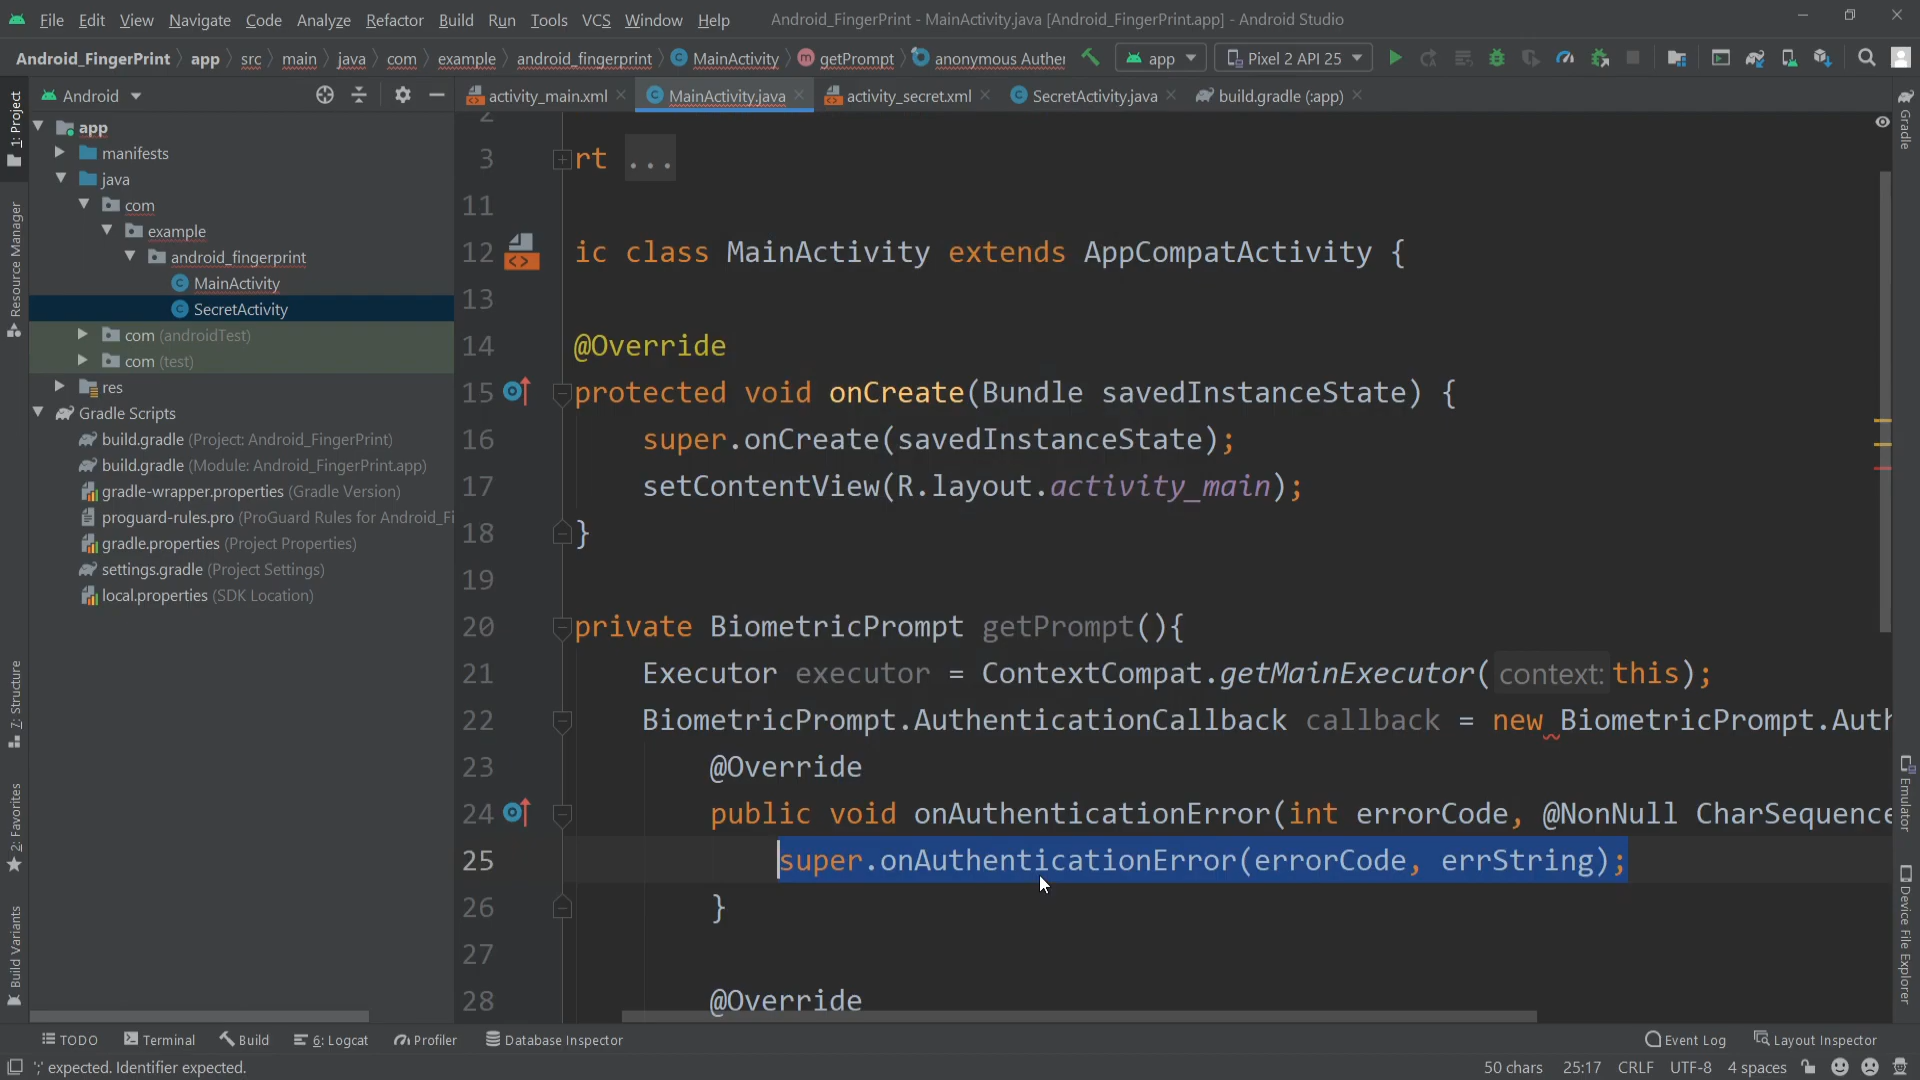 File Edit View Navigate Code Analyze Refactor Build Run Tools VCS Window Help Android_FingerPrint - MainActivity.java [Android_FingerPrint.app] - Android Studio
Android_FingerPrint app src main java com example android_fingerprint MainActivity getPrompt anonymous Auther app Pixel 2 API 25
Android
activity_main.xml MainActivity.java activity_secret.xml SecretActivity.java build.gradle (:app)
1: Project
Resource Manager
7: Structure
2: Favorites
Build Variants
app
manifests
java
com
example
android_fingerprint
MainActivity
SecretActivity
com (androidTest)
com (test)
res
Gradle Scripts
build.gradle (Project: Android_FingerPrint)
build.gradle (Module: Android_FingerPrint.app)
gradle-wrapper.properties (Gradle Version)
proguard-rules.pro (ProGuard Rules for Android_Fi
gradle.properties (Project Properties)
settings.gradle (Project Settings)
local.properties (SDK Location)
2
3 rt ...
11
12 ic class MainActivity extends AppCompatActivity {
13
14 @Override
15 protected void onCreate(Bundle savedInstanceState) {
16 super.onCreate(savedInstanceState);
17 setContentView(R.layout.activity_main);
18 }
19
20 private BiometricPrompt getPrompt(){
21 Executor executor = ContextCompat.getMainExecutor( context: this);
22 BiometricPrompt.AuthenticationCallback callback = new BiometricPrompt.Auth
23 @Override
24 public void onAuthenticationError(int errorCode, @NonNull CharSequence
25 super.onAuthenticationError(errorCode, errString);
26 }
27
28 @Override
Gradle
Emulator
Device File Explorer
TODO Terminal Build 6: Logcat Profiler Database Inspector Event Log Layout Inspector
';' expected. Identifier expected. 50 chars 25:17 CRLF UTF-8 4 spaces